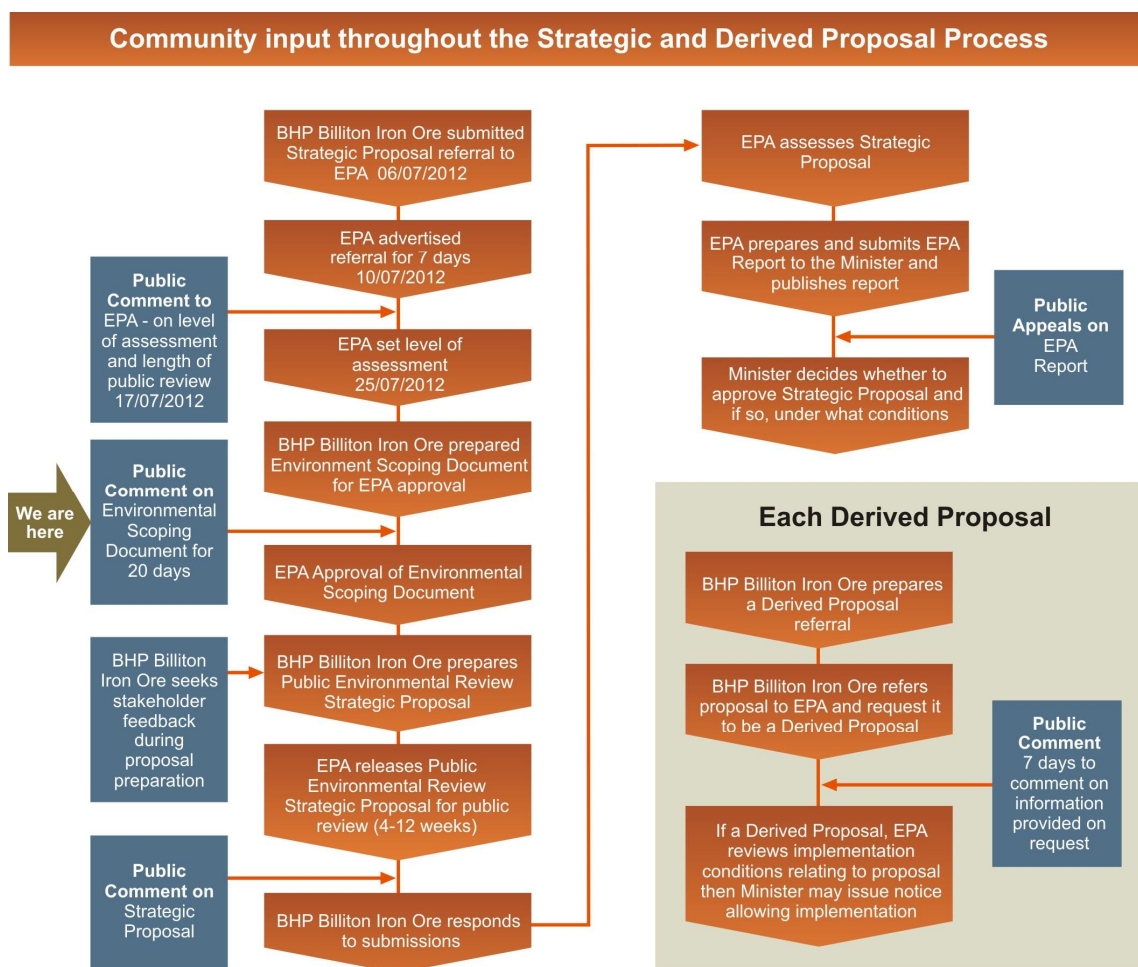 Community input throughout the Strategic and Derived Proposal Process
BHP Billiton Iron Ore submitted
Strategic Proposal referral to
EPA 06/07/2012
EPA advertised
referral for 7 days
10/07/2012
Public
Comment to
EPA - on level
of assessment
and length of
public review
17/07/2012
EPA set level of
assessment
25/07/2012
BHP Billiton Iron Ore prepared
Environment Scoping Document
for EPA approval
We are
here
Public
Comment on
Environmental
Scoping
Document for
20 days
EPA Approval of Environmental
Scoping Document
BHP Billiton
Iron Ore seeks
stakeholder
feedback
during
proposal
preparation
BHP Billiton Iron Ore prepares
Public Environmental Review
Strategic Proposal
EPA releases Public
Environmental Review
Strategic Proposal for public
review (4-12 weeks)
Public
Comment on
Strategic
Proposal
BHP Billiton Iron Ore responds
to submissions
EPA assesses Strategic
Proposal
EPA prepares and submits EPA
Report to the Minister and
publishes report
Public
Appeals on
EPA
Report
Minister decides whether to
approve Strategic Proposal and
if so, under what conditions
Each Derived Proposal
BHP Billiton Iron Ore prepares
a Derived Proposal
referral
BHP Billiton Iron Ore refers
proposal to EPA and request it
to be a Derived Proposal
Public
Comment
7 days to
comment on
information
provided on
request
If a Derived Proposal, EPA
reviews implementation
conditions relating to proposal
then Minister may issue notice
allowing implementation